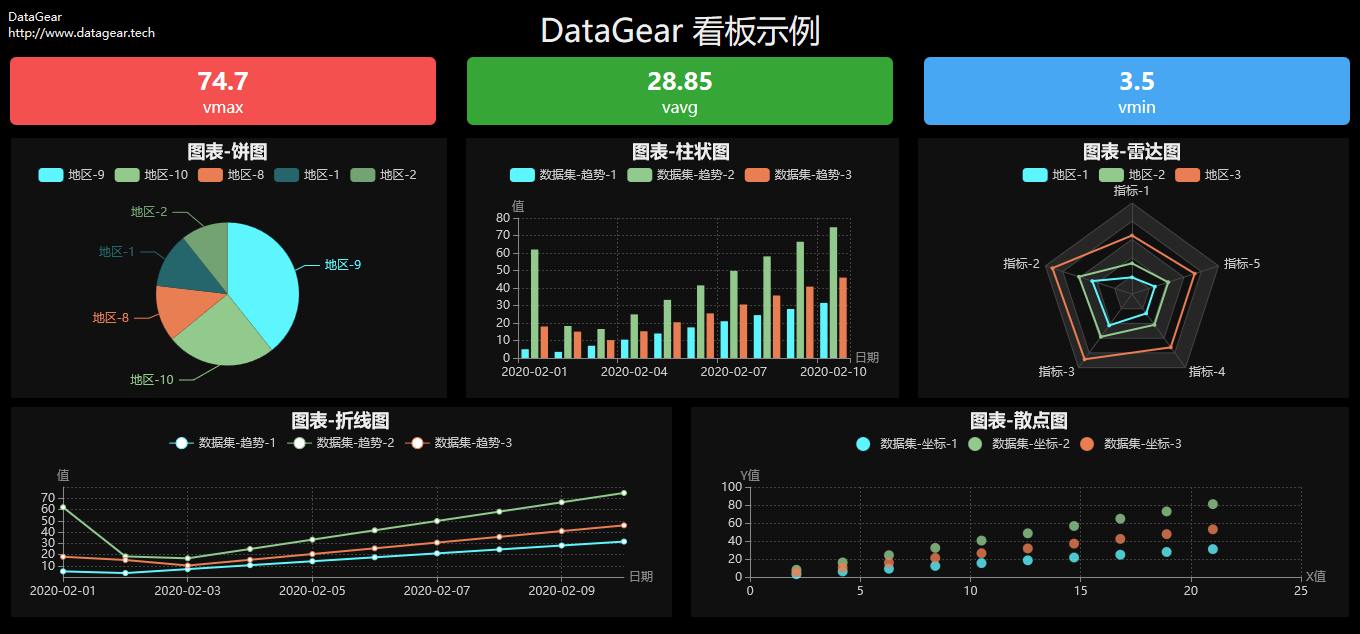 DataGear
http://www.datagear.tech
DataGear 看板示例
74.7
vmax
28.85
vavg
3.5
vmin
图表-饼图
地区-9 地区-10 地区-8 地区-1 地区-2
地区-2
地区-1
地区-9
地区-8
地区-10
图表-柱状图
数据集-趋势-1 数据集-趋势-2 数据集-趋势-3
值
80
70
60
50
40
30
20
10
0
日期
2020-02-01 2020-02-04 2020-02-07 2020-02-10
图表-雷达图
地区-1 地区-2 地区-3
指标-1
指标-2
指标-5
指标-3
指标-4
图表-折线图
数据集-趋势-1 数据集-趋势-2 数据集-趋势-3
值
70
60
50
40
30
20
10
日期
2020-02-01 2020-02-03 2020-02-05 2020-02-07 2020-02-09
图表-散点图
数据集-坐标-1 数据集-坐标-2 数据集-坐标-3
Y值
100
80
60
40
20
0
X值
0 5 10 15 20 25